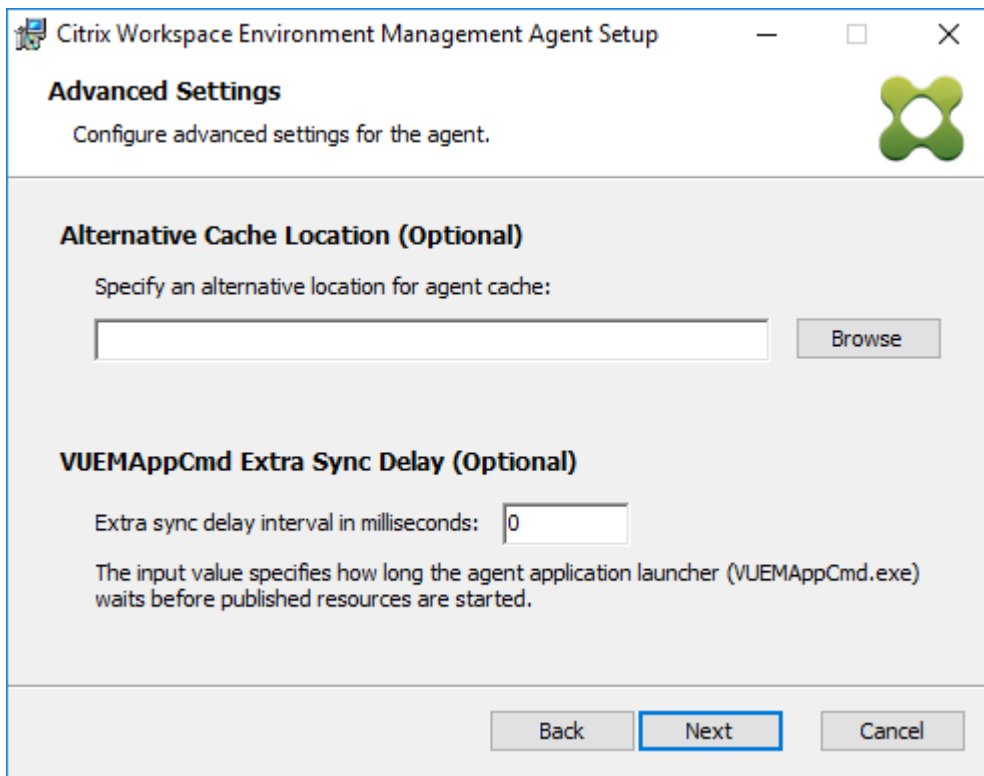 Citrix Workspace Environment Management Agent Setup
Advanced Settings
Configure advanced settings for the agent.
Alternative Cache Location (Optional)
Specify an alternative location for agent cache:
Browse
VUEMAppCmd Extra Sync Delay (Optional)
Extra sync delay interval in milliseconds: 0
The input value specifies how long the agent application launcher (VUEMAppCmd.exe)
waits before published resources are started.
Back Next Cancel